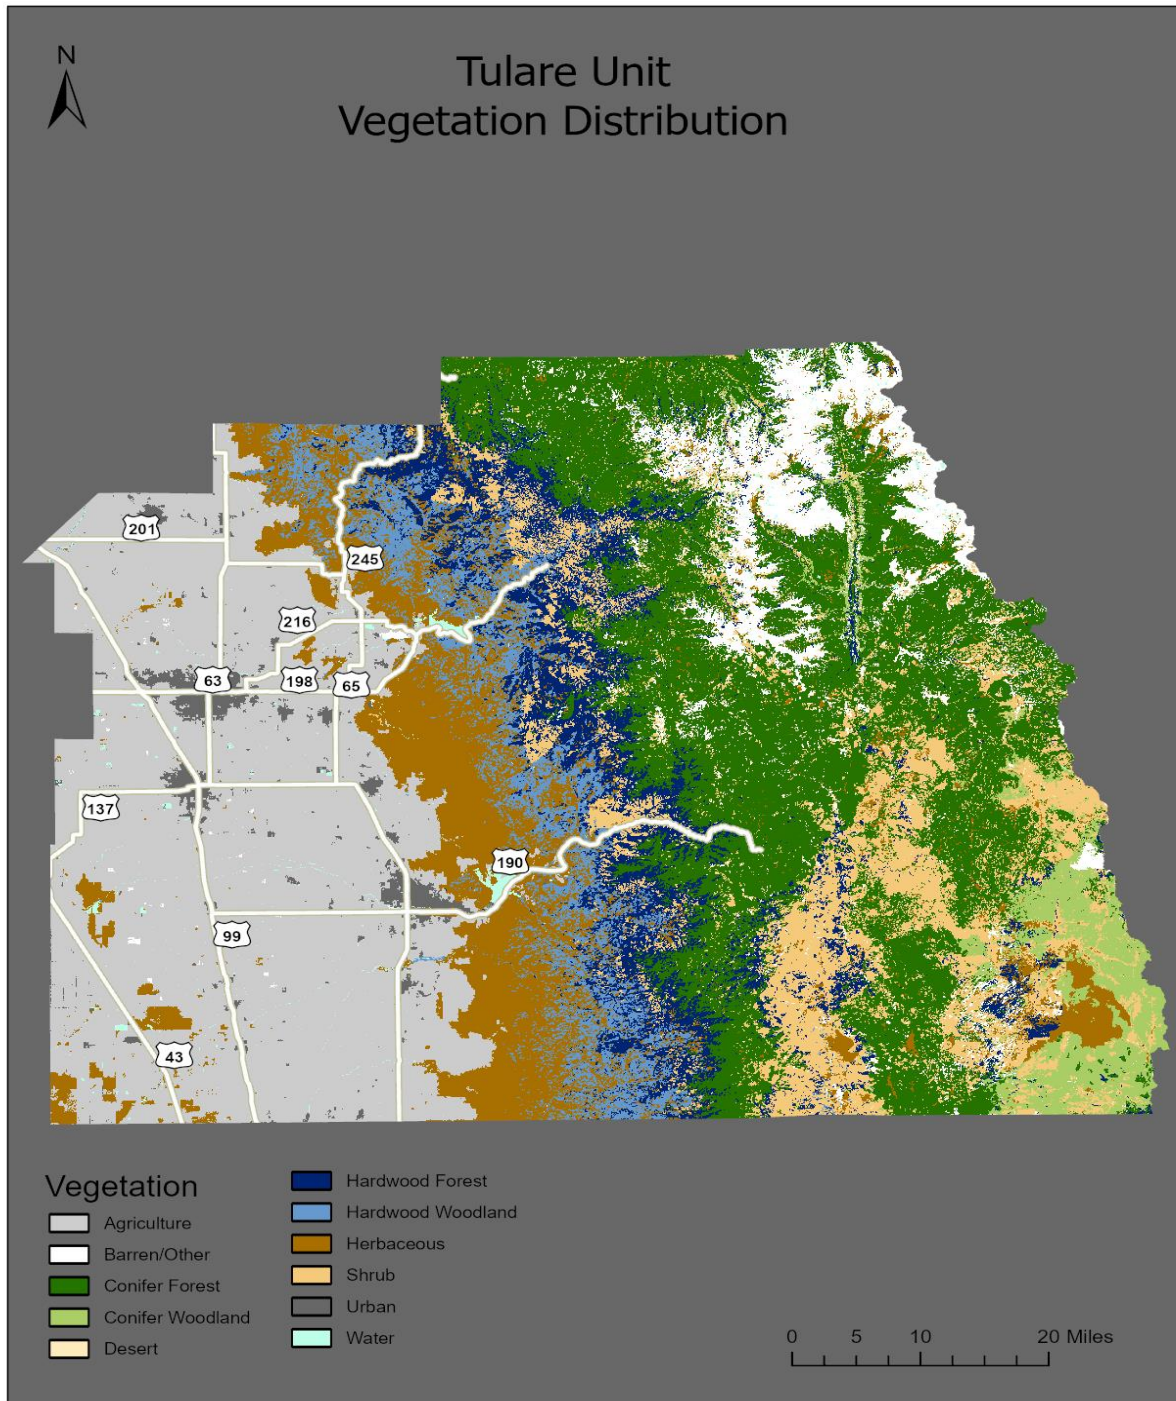 N
Tulare Unit
Vegetation Distribution
201
245
216
63
198
65
137
190
99
43
Vegetation
Agriculture
Barren/Other
Conifer Forest
Conifer Woodland
Desert
Hardwood Forest
Hardwood Woodland
Herbaceous
Shrub
Urban
Water
0 5 10 20 Miles